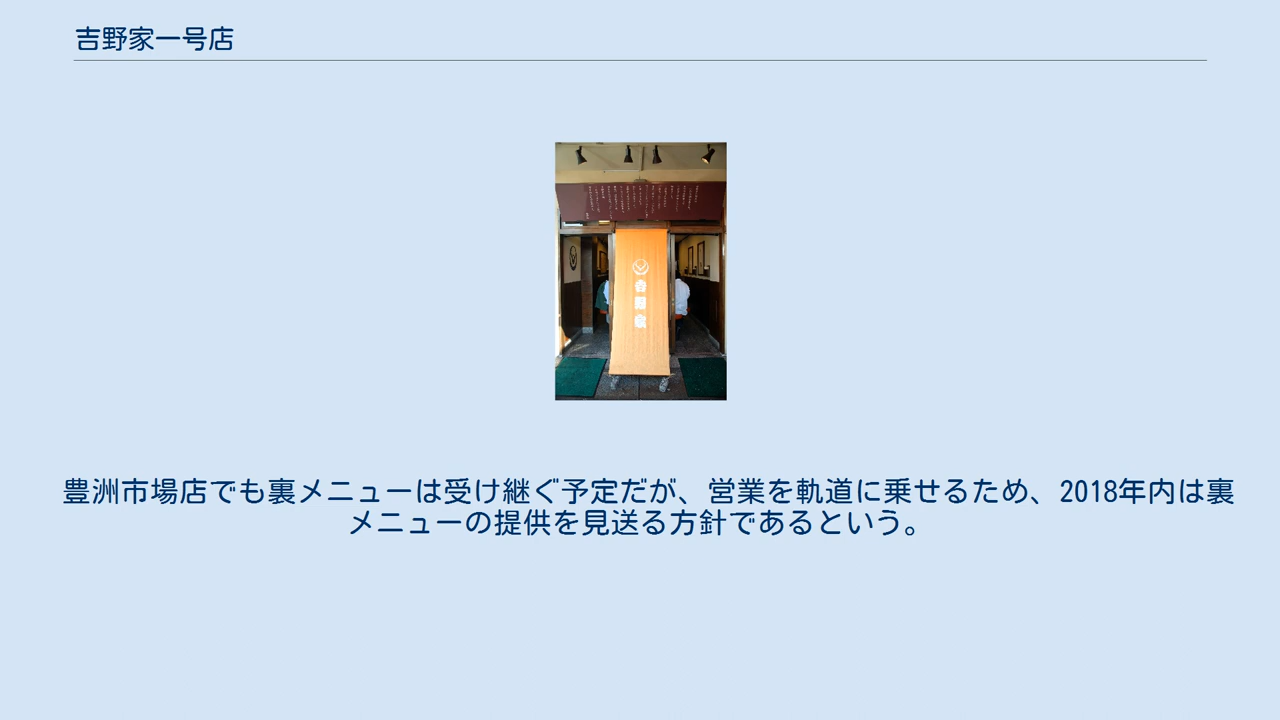 吉野家一号店
吉野家
豊洲市場店でも裏メニューは受け継ぐ予定だが、営業を軌道に乗せるため、2018年内は裏
メニューの提供を見送る方針であるという。